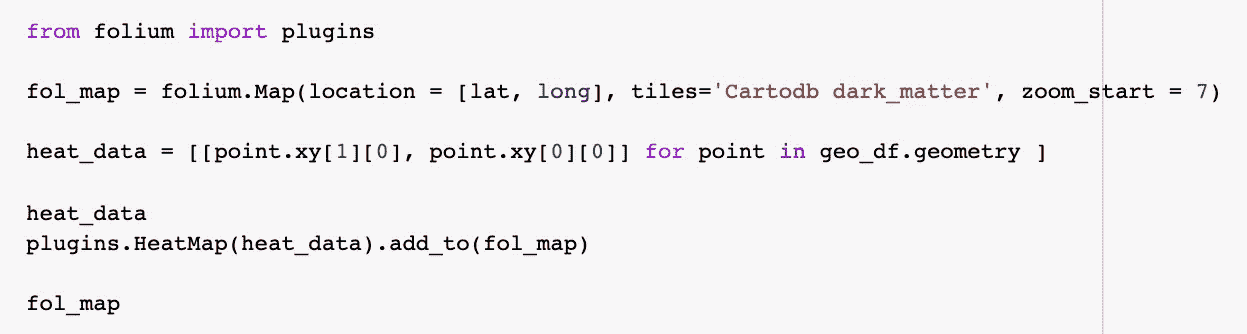 from folium import plugins
fol_map = folium.Map(location = [lat, long], tiles='Cartodb dark_matter', zoom_start = 7)
heat_data = [[point.xy[1][0], point.xy[0][0]] for point in geo_df.geometry ]
heat_data
plugins.HeatMap(heat_data).add_to(fol_map)
fol_map